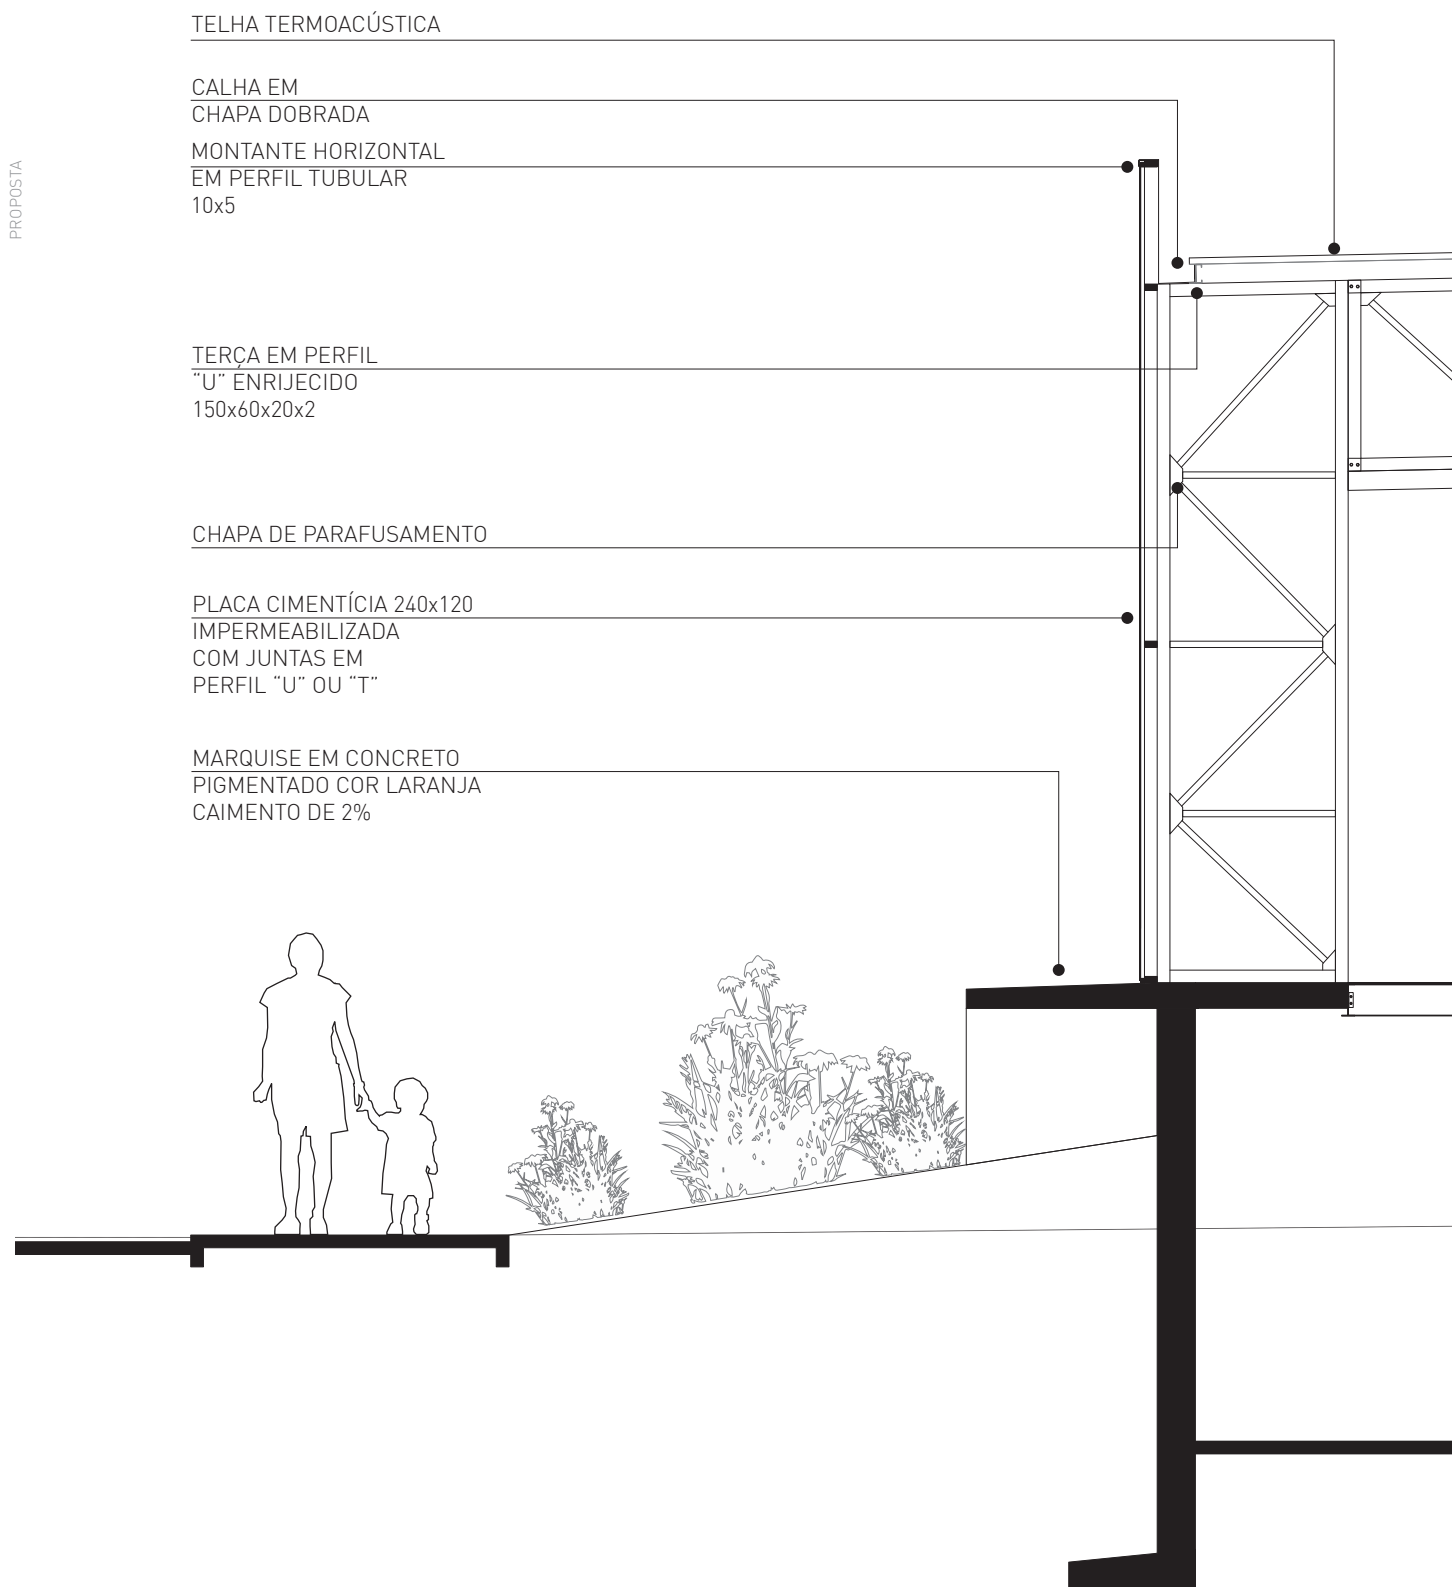 TELHA TERMOACÚSTICA
CALHA EM
CHAPA DOBRADA
MONTANTE HORIZONTAL
EM PERFIL TUBULAR
10x5
PROPOSTA
TERÇA EM PERFIL
“U” ENRIJECIDO
150x60x20x2
CHAPA DE PARAFUSAMENTO
PLACA CIMENTÍCIA 240x120
IMPERMEABILIZADA
COM JUNTAS EM
PERFIL “U” OU “T”
MARQUISE EM CONCRETO
PIGMENTADO COR LARANJA
CAIMENTO DE 2%